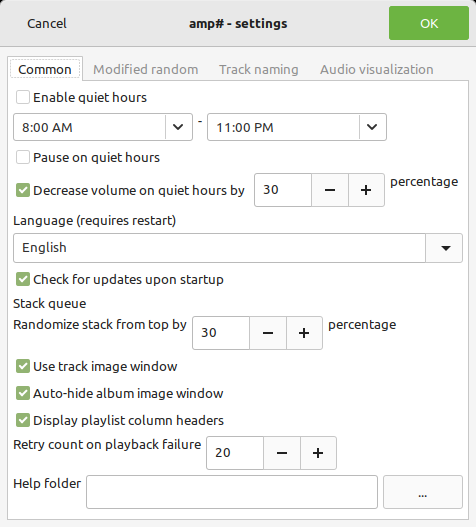 Cancel amp# - settings OK
Common Modified random Track naming Audio visualization
Enable quiet hours
8:00 AM - 11:00 PM
Pause on quiet hours
Decrease volume on quiet hours by 30 percentage
Language (requires restart)
English
Check for updates upon startup
Stack queue
Randomize stack from top by 30 percentage
Use track image window
Auto-hide album image window
Display playlist column headers
Retry count on playback failure 20
Help folder ...